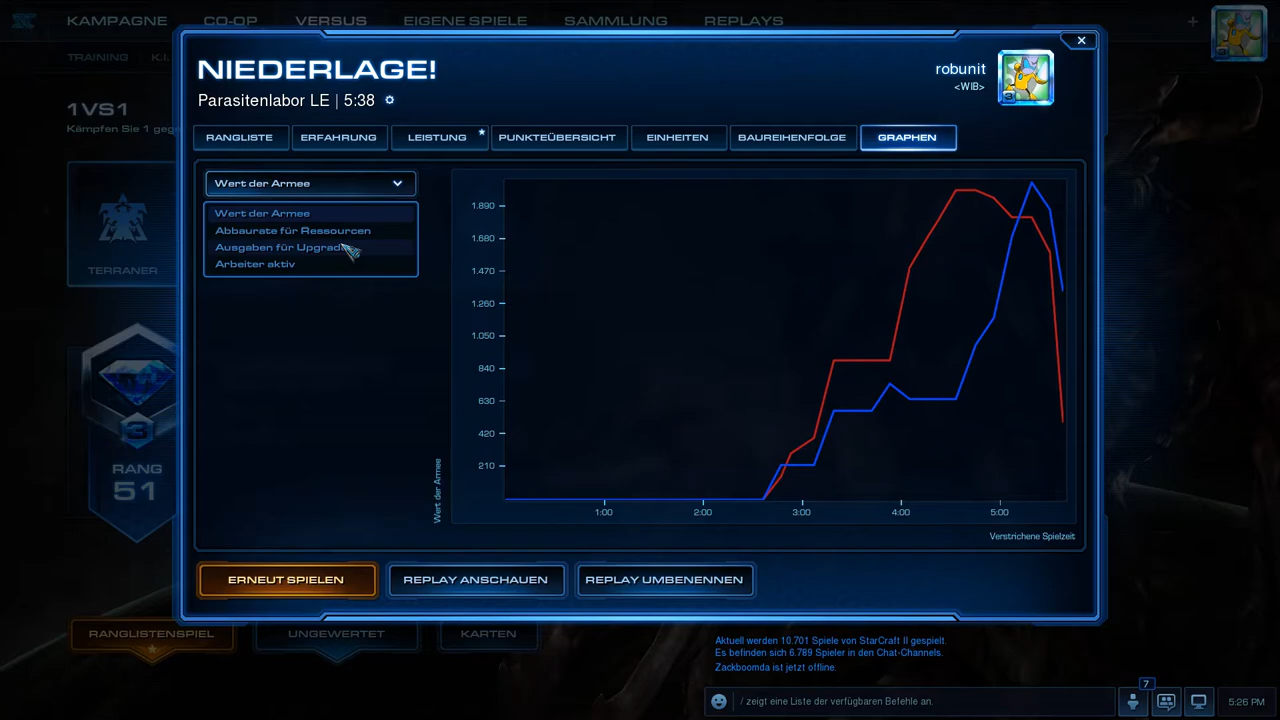 KAMPAGNE CO-OP VERSUS EIGENE SPIELE SAMMLUNG REPLAYS
TRAINING K.I.
1VS1
Kämpfen Sie 1 geg
TERRANER
3
RANG
51
NIEDERLAGE!
Parasitenlabor LE | 5:38
robunit
<WIB>
3
RANGLISTE ERFAHRUNG LEISTUNG PUNKTEÜBERSICHT EINHEITEN BAUREIHENFOLGE GRAPHEN
Wert der Armee
Wert der Armee
Abbaurate für Ressourcen
Ausgaben für Upgrad
Arbeiter aktiv
1.890
1.680
1.470
1.260
1.050
840
630
420
210
Wert der Armee
1:00 2:00 3:00 4:00 5:00
Verstrichene Spielzeit
ERNEUT SPIELEN REPLAY ANSCHAUEN REPLAY UMBENENNEN
RANGLISTENSPIEL UNGEWERTET KARTEN
Aktuell werden 10.701 Spiele von StarCraft II gespielt.
Es befinden sich 6.789 Spieler in den Chat-Channels.
Zackboomda ist jetzt offline.
/ zeigt eine Liste der verfügbaren Befehle an.
7
5:26 PM